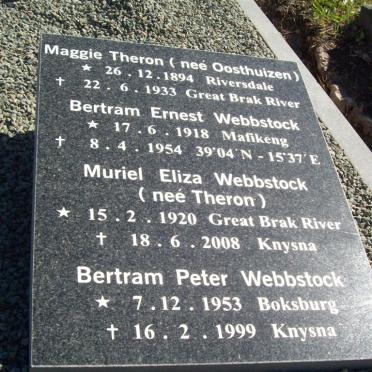 Maggie Theron ( neé Oosthuizen )
★ 26 . 12 . 1894 Riversdale
✝ 22 . 6 . 1933 Great Brak River
Bertram Ernest Webbstock
★ 17 . 6 . 1918 Mafikeng
✝ 8 . 4 . 1954 39°04´N - 15°37´E
Muriel Eliza Webbstock
( neé Theron )
★ 15 . 2 . 1920 Great Brak River
✝ 18 . 6 . 2008 Knysna
Bertram Peter Webbstock
★ 7 . 12 . 1953 Boksburg
✝ 16 . 2 . 1999 Knysna